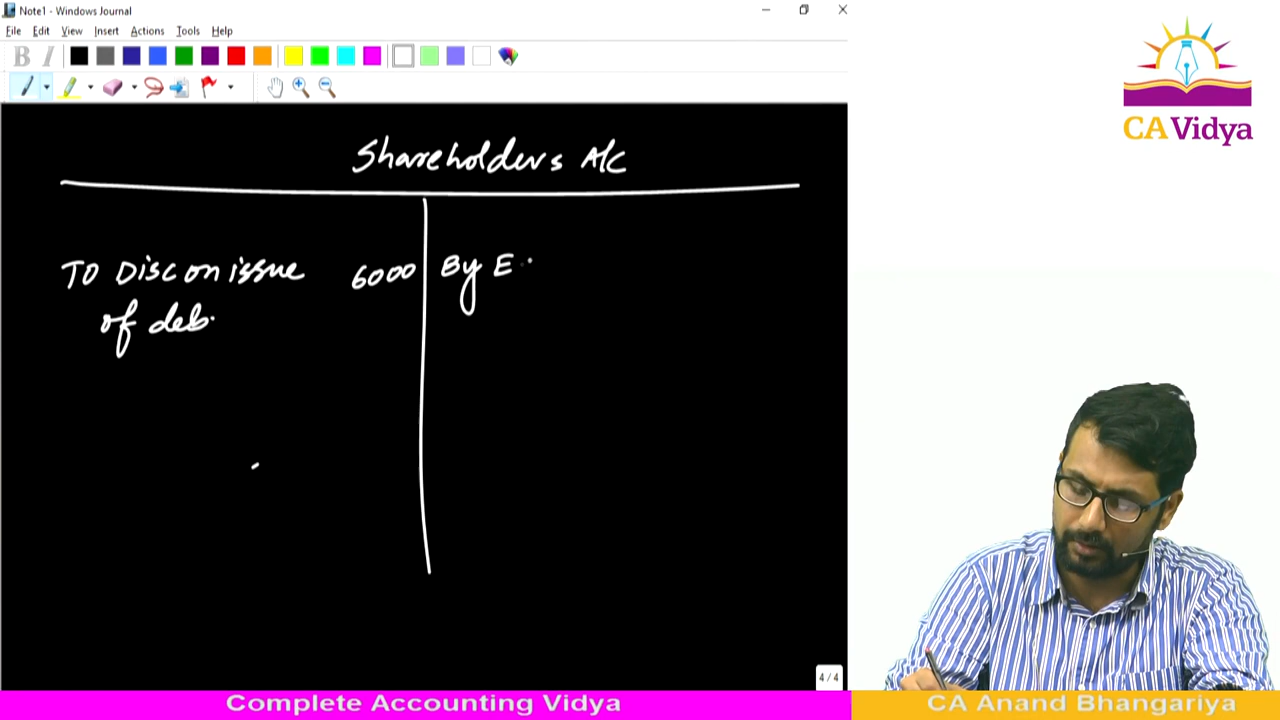 Note1 - Windows Journal
File Edit View Insert Actions Tools Help
B I
Shareholders A/c
To Disc on issue 6000 By E
of deb.
4 / 4
CA Vidya
Complete Accounting Vidya
CA Anand Bhangariya